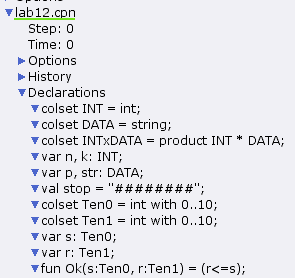 lab12.cpn
Step: 0
Time: 0
Options
History
Declarations
colset INT = int;
colset DATA = string;
colset INTxDATA = product INT * DATA;
var n, k: INT;
var p, str: DATA;
val stop = "########";
colset Ten0 = int with 0..10;
colset Ten1 = int with 0..10;
var s: Ten0;
var r: Ten1;
fun Ok(s:Ten0, r:Ten1) = (r<=s);